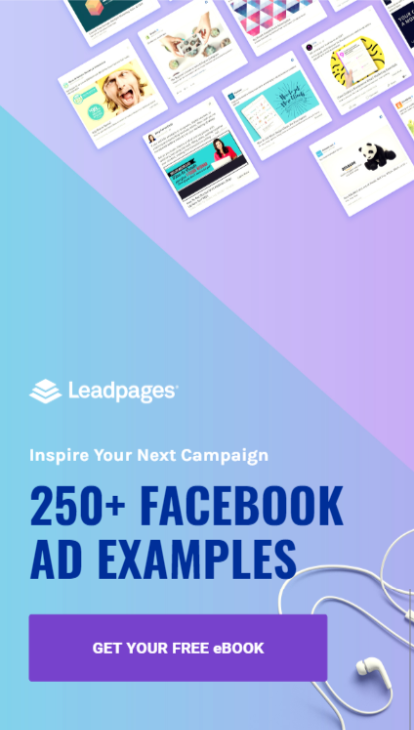 Leadpages
Inspire Your Next Campaign
250+ FACEBOOK
AD EXAMPLES
GET YOUR FREE eBOOK